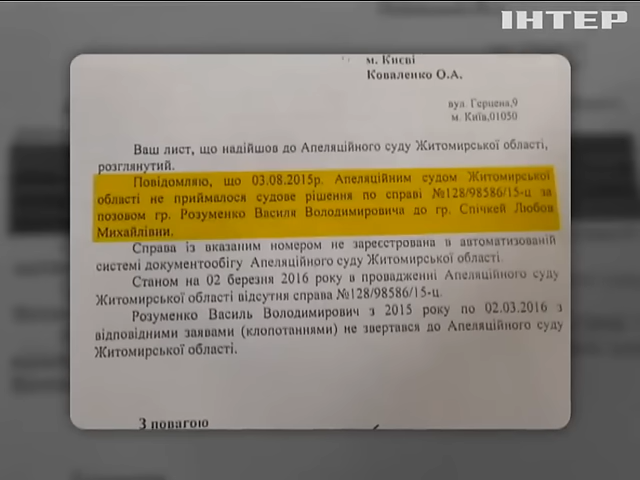 ІНТЕР
м. Києві
Коваленко О.А.
вул. Герцена,9
м. Київ,01050
Ваш лист, що надійшов до Апеляційного суду Житомирської області,
розглянутий.
Повідомляю, що 03.08.2015р. Апеляційним судом Житомирської
області не приймалося судове рішення по справі №128/98586/15-ц за
позовом гр. Розуменко Василя Володимировича до гр. Спічкей Любов
Михайлівни.
Справа із вказаним номером не зареєстрована в автоматизованій
системі документообігу Апеляційного суду Житомирської області.
Станом на 02 березня 2016 року в провадженні Апеляційного суду
Житомирської області відсутня справа №128/98586/15-ц.
Розуменко Василь Володимирович з 2015 року по 02.03.2016 з
відповідними заявами (клопотаннями) не звертався до Апеляційного суду
Житомирської області.
З повагою